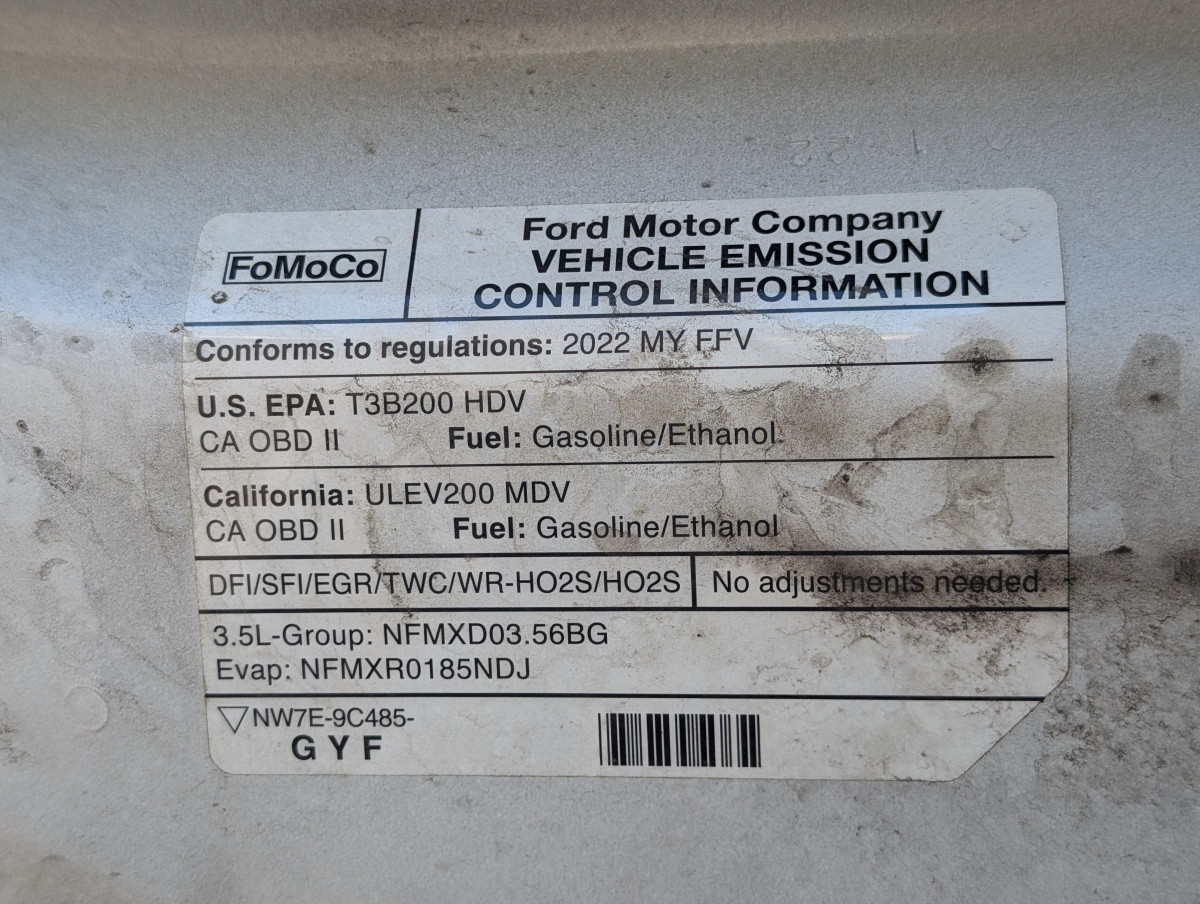 FoMoCo
Ford Motor Company
VEHICLE EMISSION
CONTROL INFORMATION
Conforms to regulations: 2022 MY FFV
U.S. EPA: T3B200 HDV
CA OBD II Fuel: Gasoline/Ethanol
California: ULEV200 MDV
CA OBD II Fuel: Gasoline/Ethanol
DFI/SFI/EGR/TWC/WR-HO2S/HO2S No adjustments needed.
3.5L-Group: NFMXD03.56BG
Evap: NFMXR0185NDJ
NW7E-9C485-
G Y F